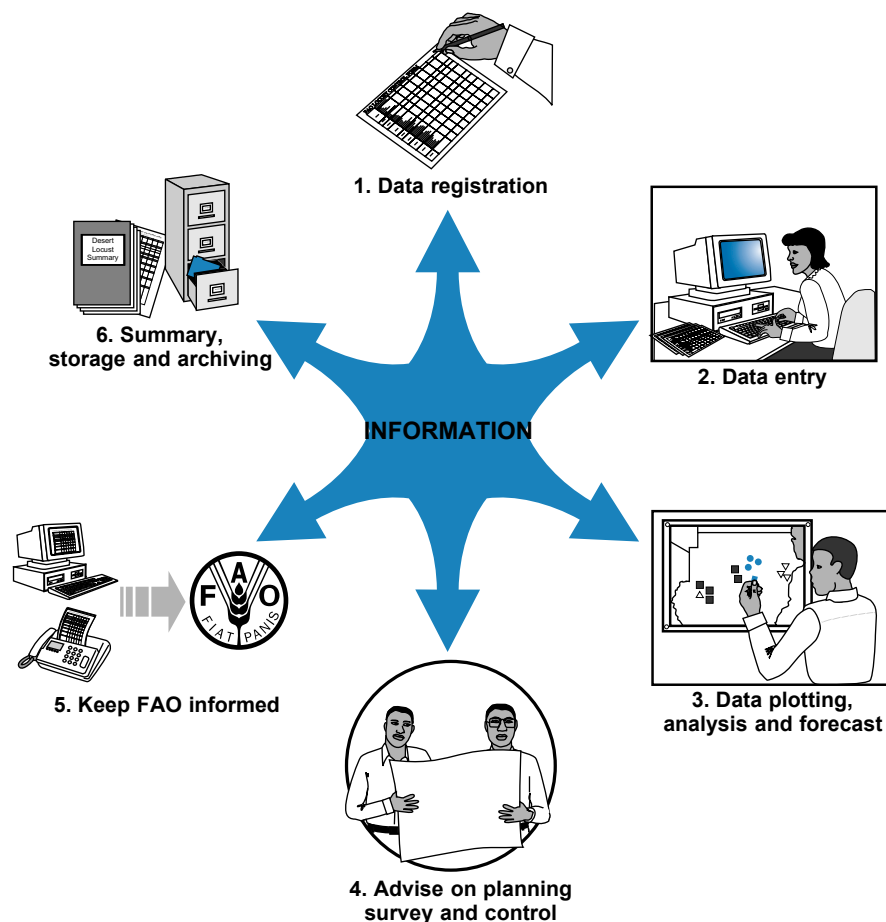 1. Data registration
2. Data entry
3. Data plotting,
analysis and forecast
4. Advise on planning
survey and control
5. Keep FAO informed
6. Summary,
storage and archiving
INFORMATION
Desert
Locust
Summary
F A O
FIAT PANIS